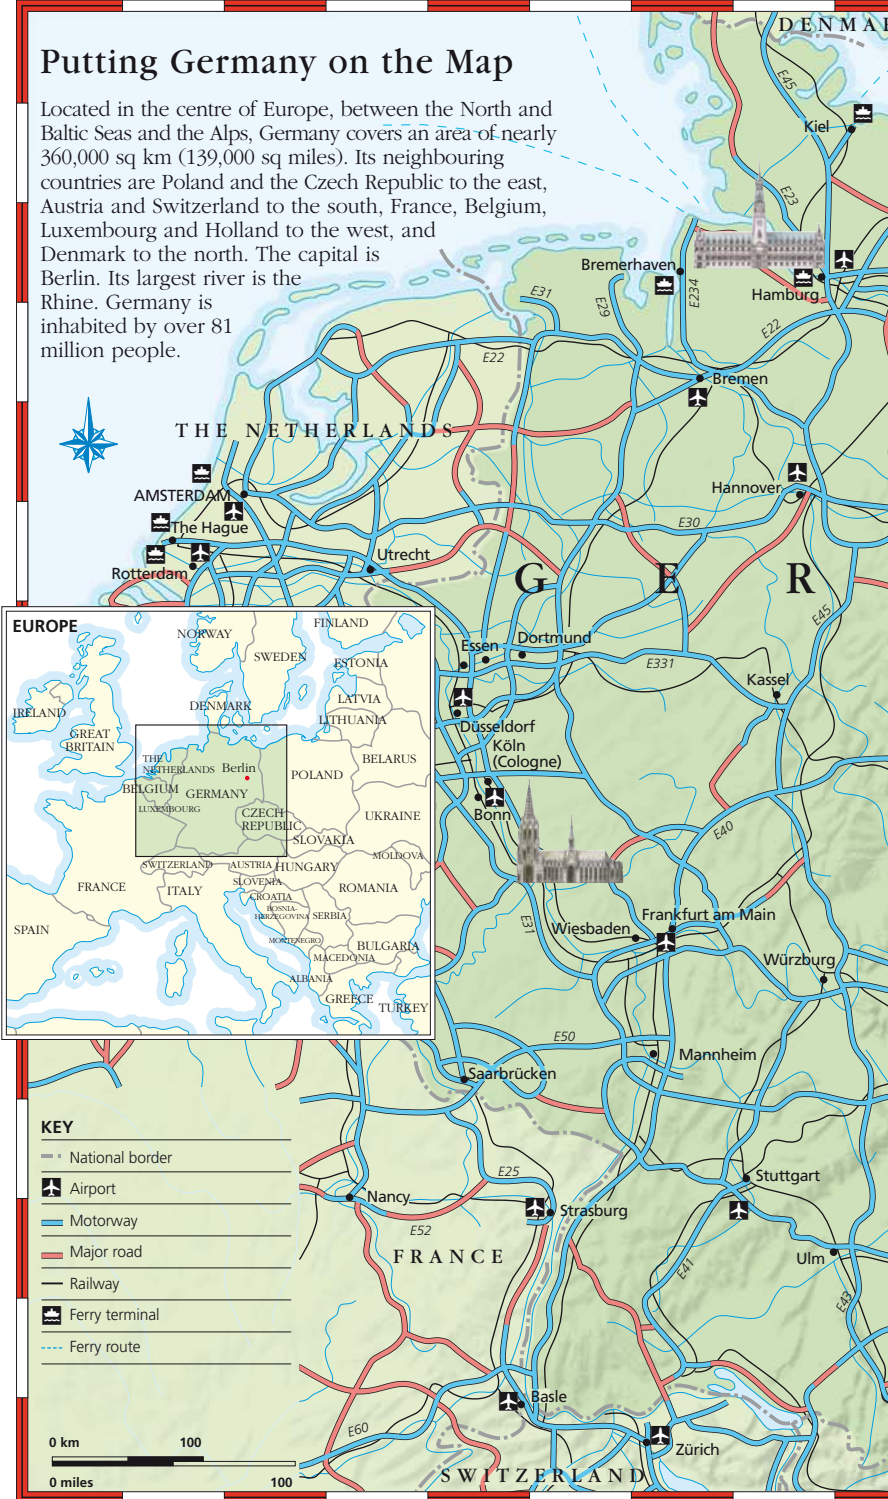 Putting Germany on the Map
Located in the centre of Europe, between the North and
Baltic Seas and the Alps, Germany covers an area of nearly
360,000 sq km (139,000 sq miles). Its neighbouring
countries are Poland and the Czech Republic to the east,
Austria and Switzerland to the south, France, Belgium,
Luxembourg and Holland to the west, and
Denmark to the north. The capital is
Berlin. Its largest river is the
Rhine. Germany is
inhabited by over 81
million people.
E45
Kiel
E23
Bremerhaven
E234
Hamburg
E31
E29
E22
E22
Bremen
THE NETHERLANDS
AMSTERDAM
The Hague
Rotterdam
Utrecht
Hannover
E30
G E R
E45
Essen
Dortmund
E331
Kassel
Düsseldorf
Köln
(Cologne)
Bonn
E40
E31
Wiesbaden
Frankfurt am Main
Würzburg
E50
Mannheim
Saarbrücken
E25
Nancy
E52
Strasburg
Stuttgart
FRANCE
E41
Ulm
E43
Basle
E60
Zürich
SWITZERLAND
EUROPE
NORWAY
FINLAND
SWEDEN
ESTONIA
IRELAND
DENMARK
LATVIA
LITHUANIA
GREAT
BRITAIN
THE
NETHERLANDS
Berlin
BELARUS
POLAND
BELGIUM
GERMANY
LUXEMBOURG
CZECH
REPUBLIC
UKRAINE
SLOVAKIA
SWITZERLAND
AUSTRIA
HUNGARY
MOLDOVA
FRANCE
ITALY
SLOVENIA
CROATIA
ROMANIA
BOSNIA-
HERZEGOVINA
SERBIA
SPAIN
MONTENEGRO
BULGARIA
MACEDONIA
ALBANIA
GREECE
TURKEY
KEY
National border
Airport
Motorway
Major road
Railway
Ferry terminal
Ferry route
0 km 100
0 miles 100